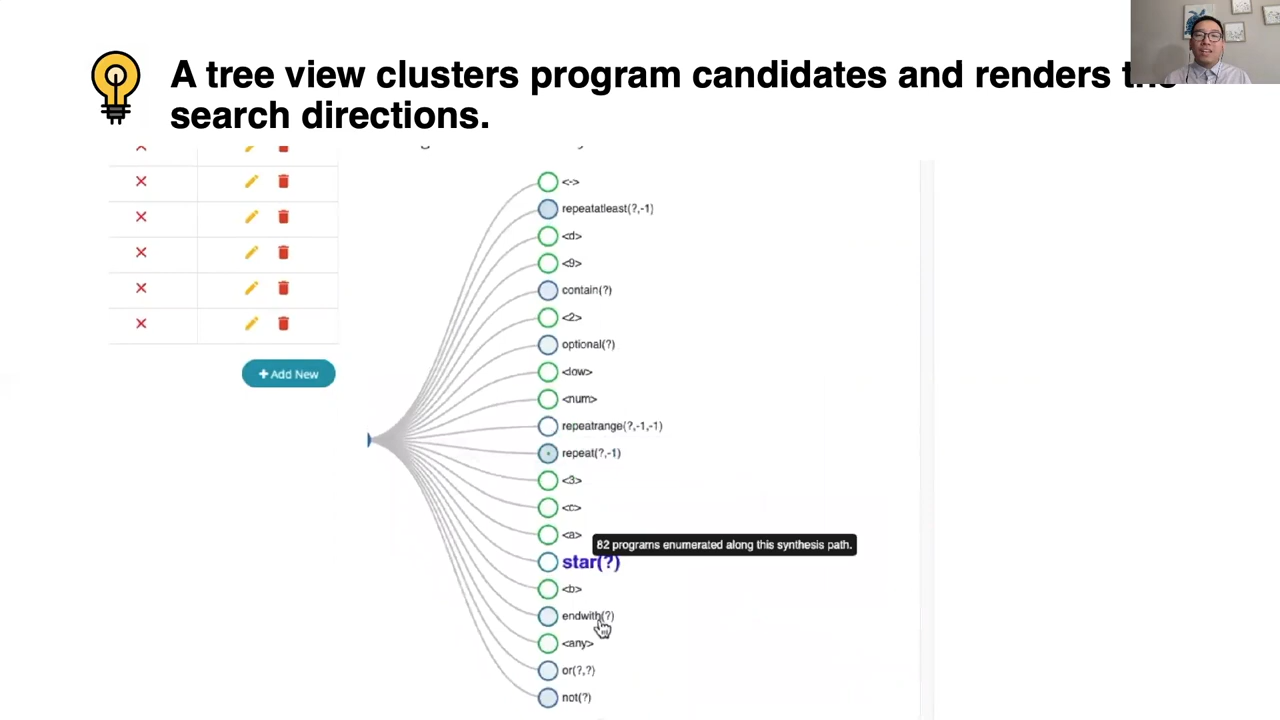 A tree view clusters program candidates and renders the
search directions.
<->
repeatatleast(?,-1)
<d>
<9>
contain(?)
<2>
optional(?)
<low>
<num>
repeatrange(?,-1,-1)
repeat(?,-1)
<3>
<c>
<a>
82 programs enumerated along this synthesis path.
star(?)
<b>
endwith(?)
<any>
or(?,?)
not(?)
+ Add New